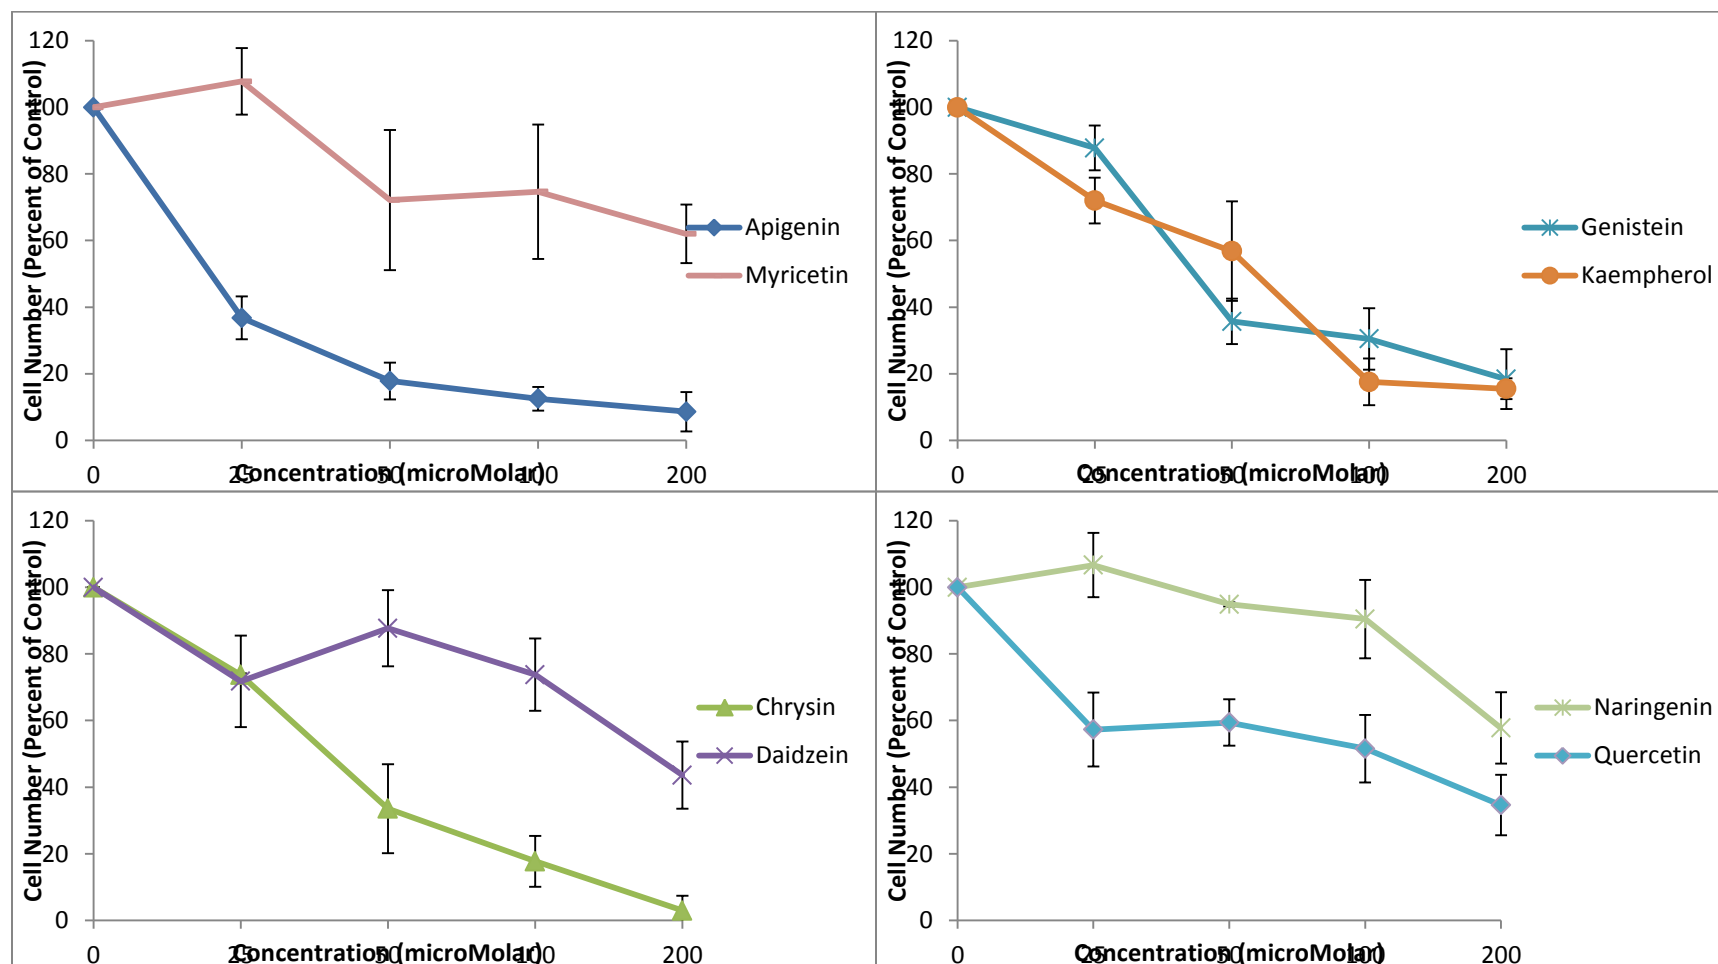 120
100
80
60
40
20
0
Cell Number (Percent of Control)
0 25 50 100 200
Concentration (microMolar)
Apigenin
Myricetin
120
100
80
60
40
20
0
Cell Number (Percent of Control)
0 25 50 100 200
Concentration (microMolar)
Genistein
Kaempherol
120
100
80
60
40
20
0
Cell Number (Percent of Control)
0 25 50 100 200
Concentration (microMolar)
Chrysin
Daidzein
120
100
80
60
40
20
0
Cell Number (Percent of Control)
0 25 50 100 200
Concentration (microMolar)
Naringenin
Quercetin